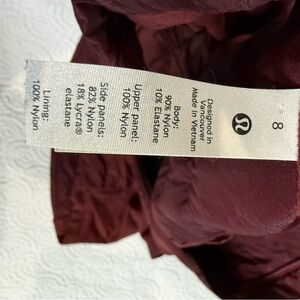 8
Designed in
Vancouver
Made in Vietnam
Body:
90% Nylon
10% Elastane
Upper panel:
100% Nylon
Side panels:
82% Nylon
18% Lycra®
elastane
Lining:
100% Nylon